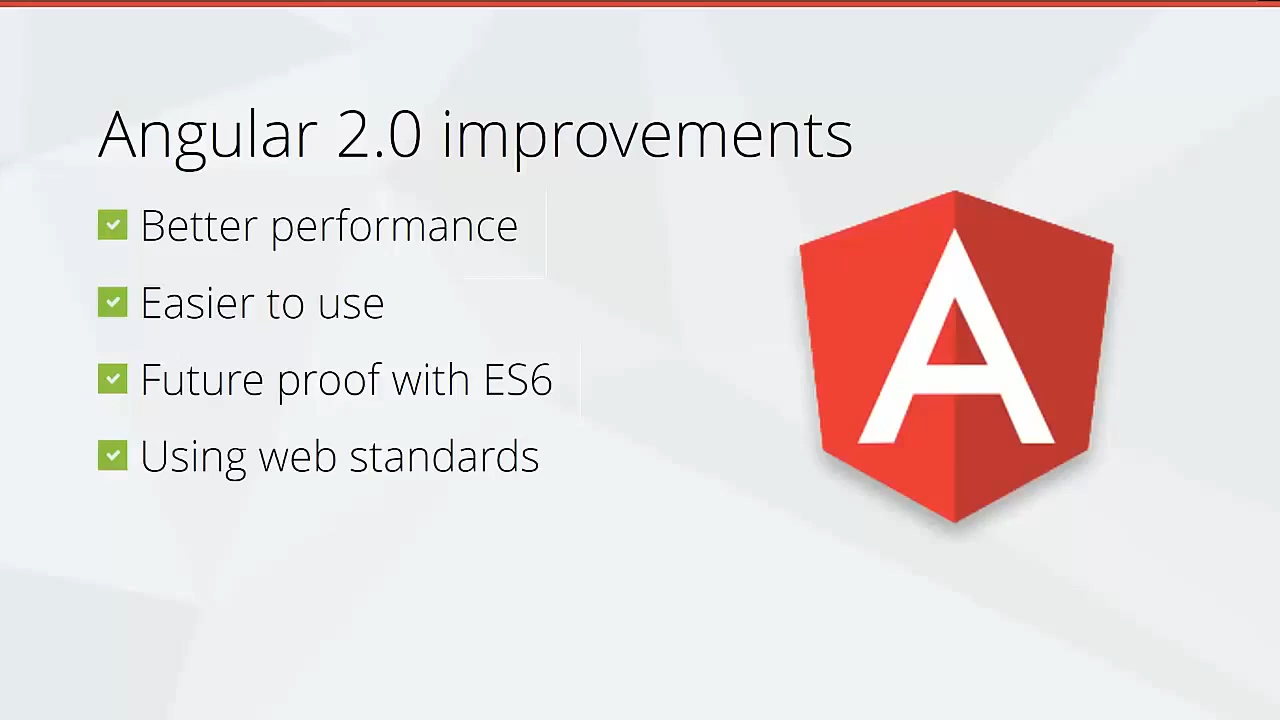 Angular 2.0 improvements
Better performance
Easier to use
Future proof with ES6
Using web standards
A